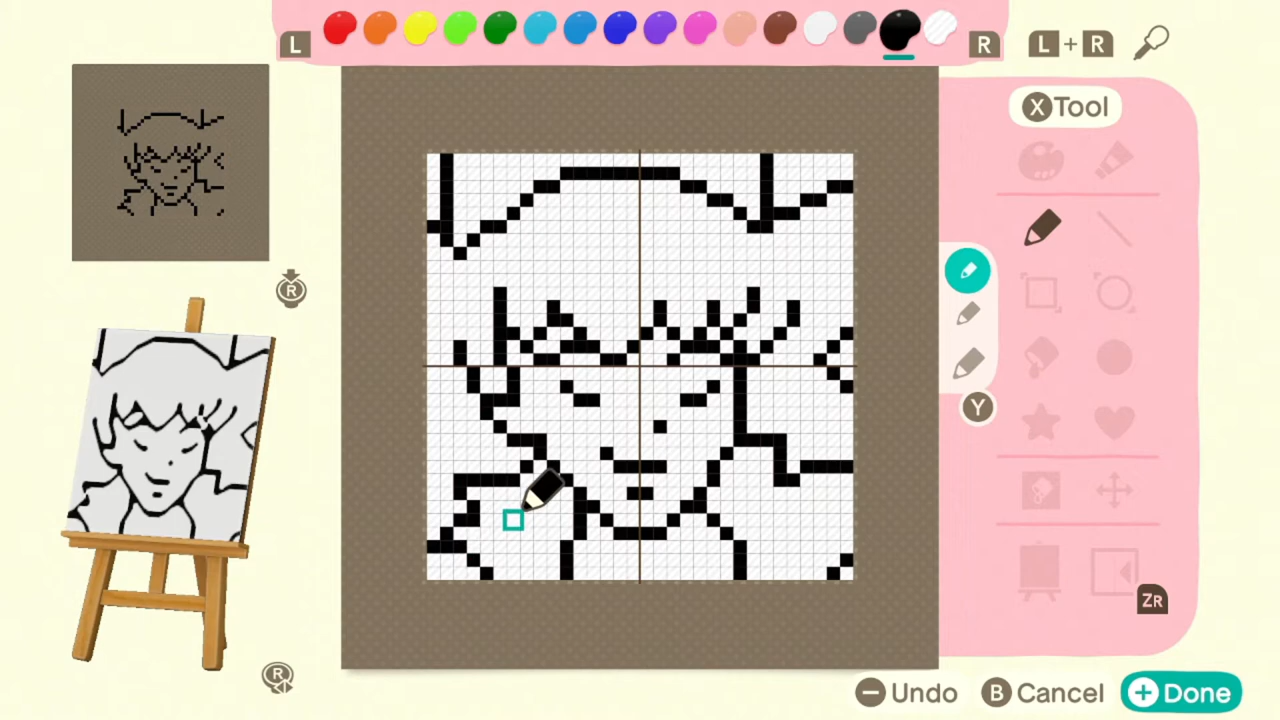 L
R
L + R
X Tool
R
Y
ZR
R
− Undo
B Cancel
+ Done